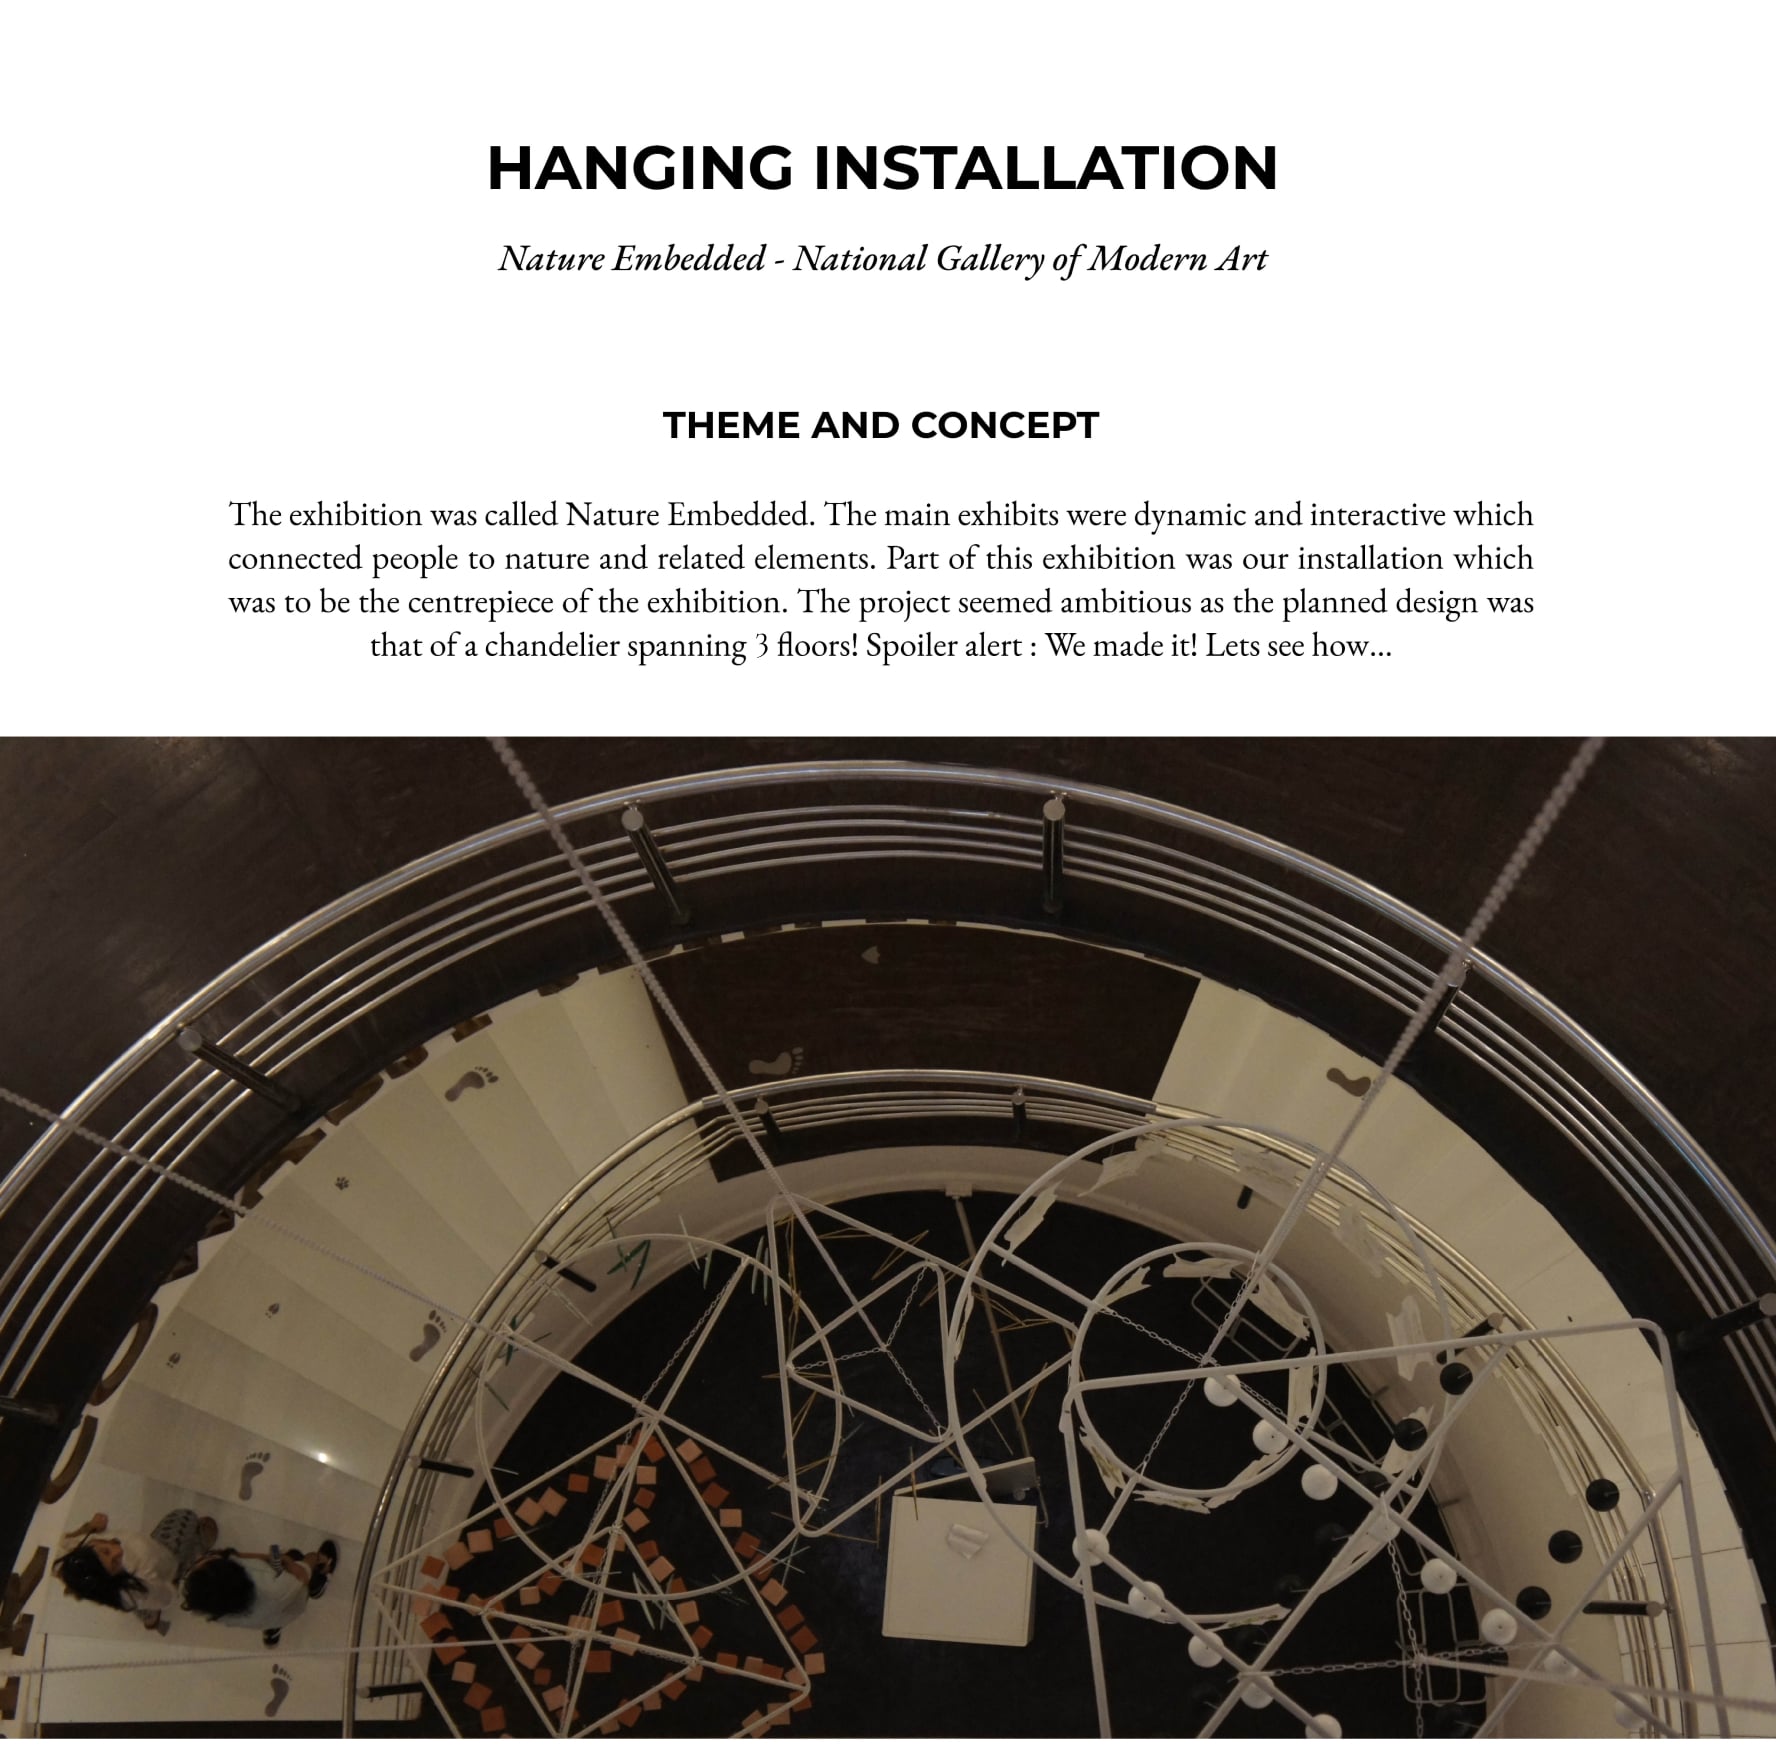 HANGING INSTALLATION
Nature Embedded - National Gallery of Modern Art
THEME AND CONCEPT
The exhibition was called Nature Embedded. The main exhibits were dynamic and interactive which
connected people to nature and related elements. Part of this exhibition was our installation which
was to be the centrepiece of the exhibition. The project seemed ambitious as the planned design was
that of a chandelier spanning 3 floors! Spoiler alert : We made it! Lets see how...